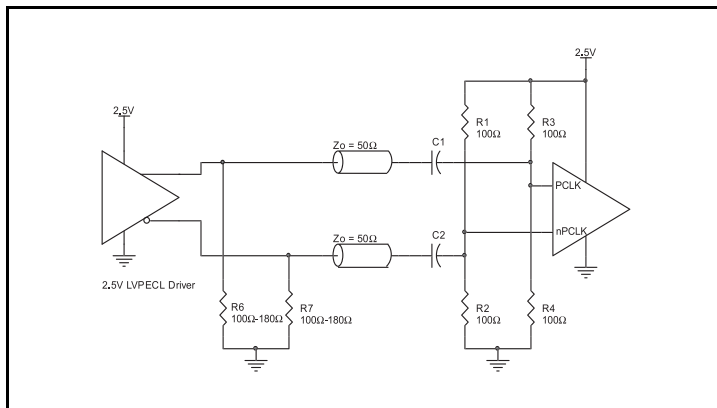 2.5V
2.5V
R1
100Ω
R3
100Ω
Zo = 50Ω
C1
PCLK
nPCLK
Zo = 50Ω
C2
2.5V LVPECL Driver
R6
100Ω-180Ω
R7
100Ω-180Ω
R2
100Ω
R4
100Ω